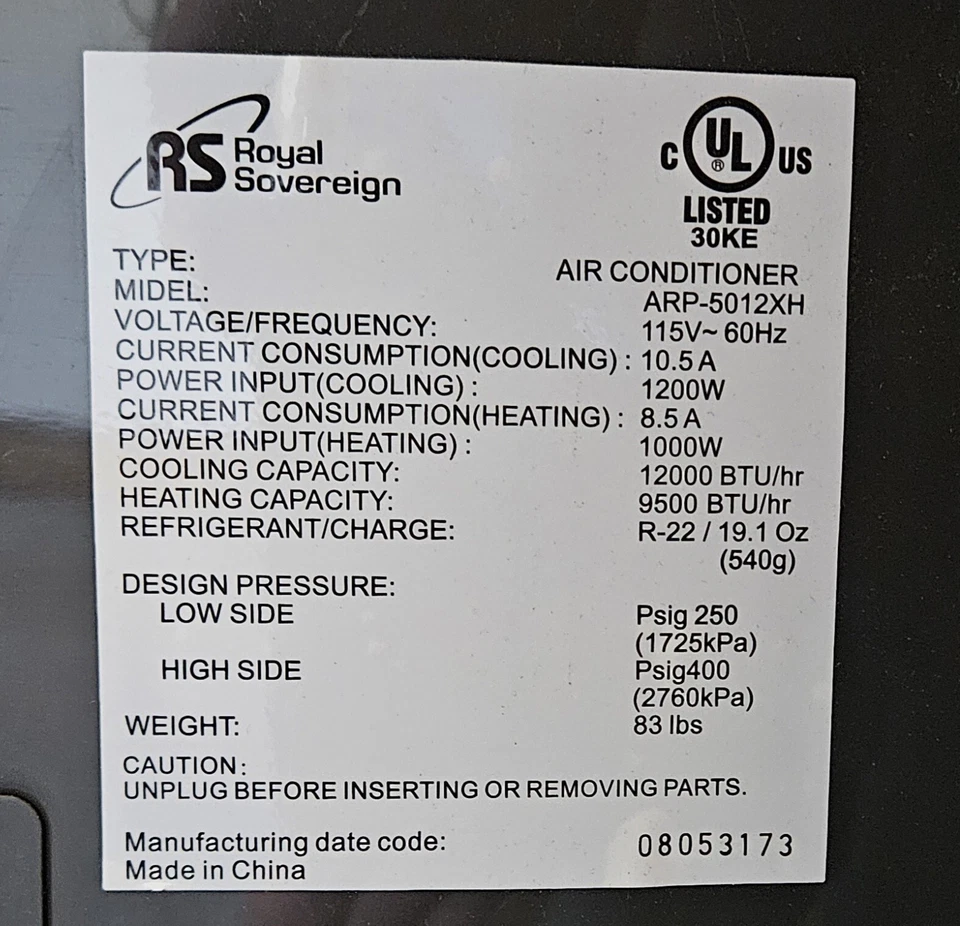 RS Royal Sovereign
C UL US
®
LISTED
30KE
TYPE: AIR CONDITIONER
MIDEL: ARP-5012XH
VOLTAGE/FREQUENCY: 115V~ 60Hz
CURRENT CONSUMPTION(COOLING) : 10.5 A
POWER INPUT(COOLING) : 1200W
CURRENT CONSUMPTION(HEATING) : 8.5 A
POWER INPUT(HEATING) : 1000W
COOLING CAPACITY: 12000 BTU/hr
HEATING CAPACITY: 9500 BTU/hr
REFRIGERANT/CHARGE: R-22 / 19.1 Oz
(540g)
DESIGN PRESSURE:
LOW SIDE Psig 250
(1725kPa)
HIGH SIDE Psig400
(2760kPa)
WEIGHT: 83 lbs
CAUTION:
UNPLUG BEFORE INSERTING OR REMOVING PARTS.
Manufacturing date code: 08053173
Made in China